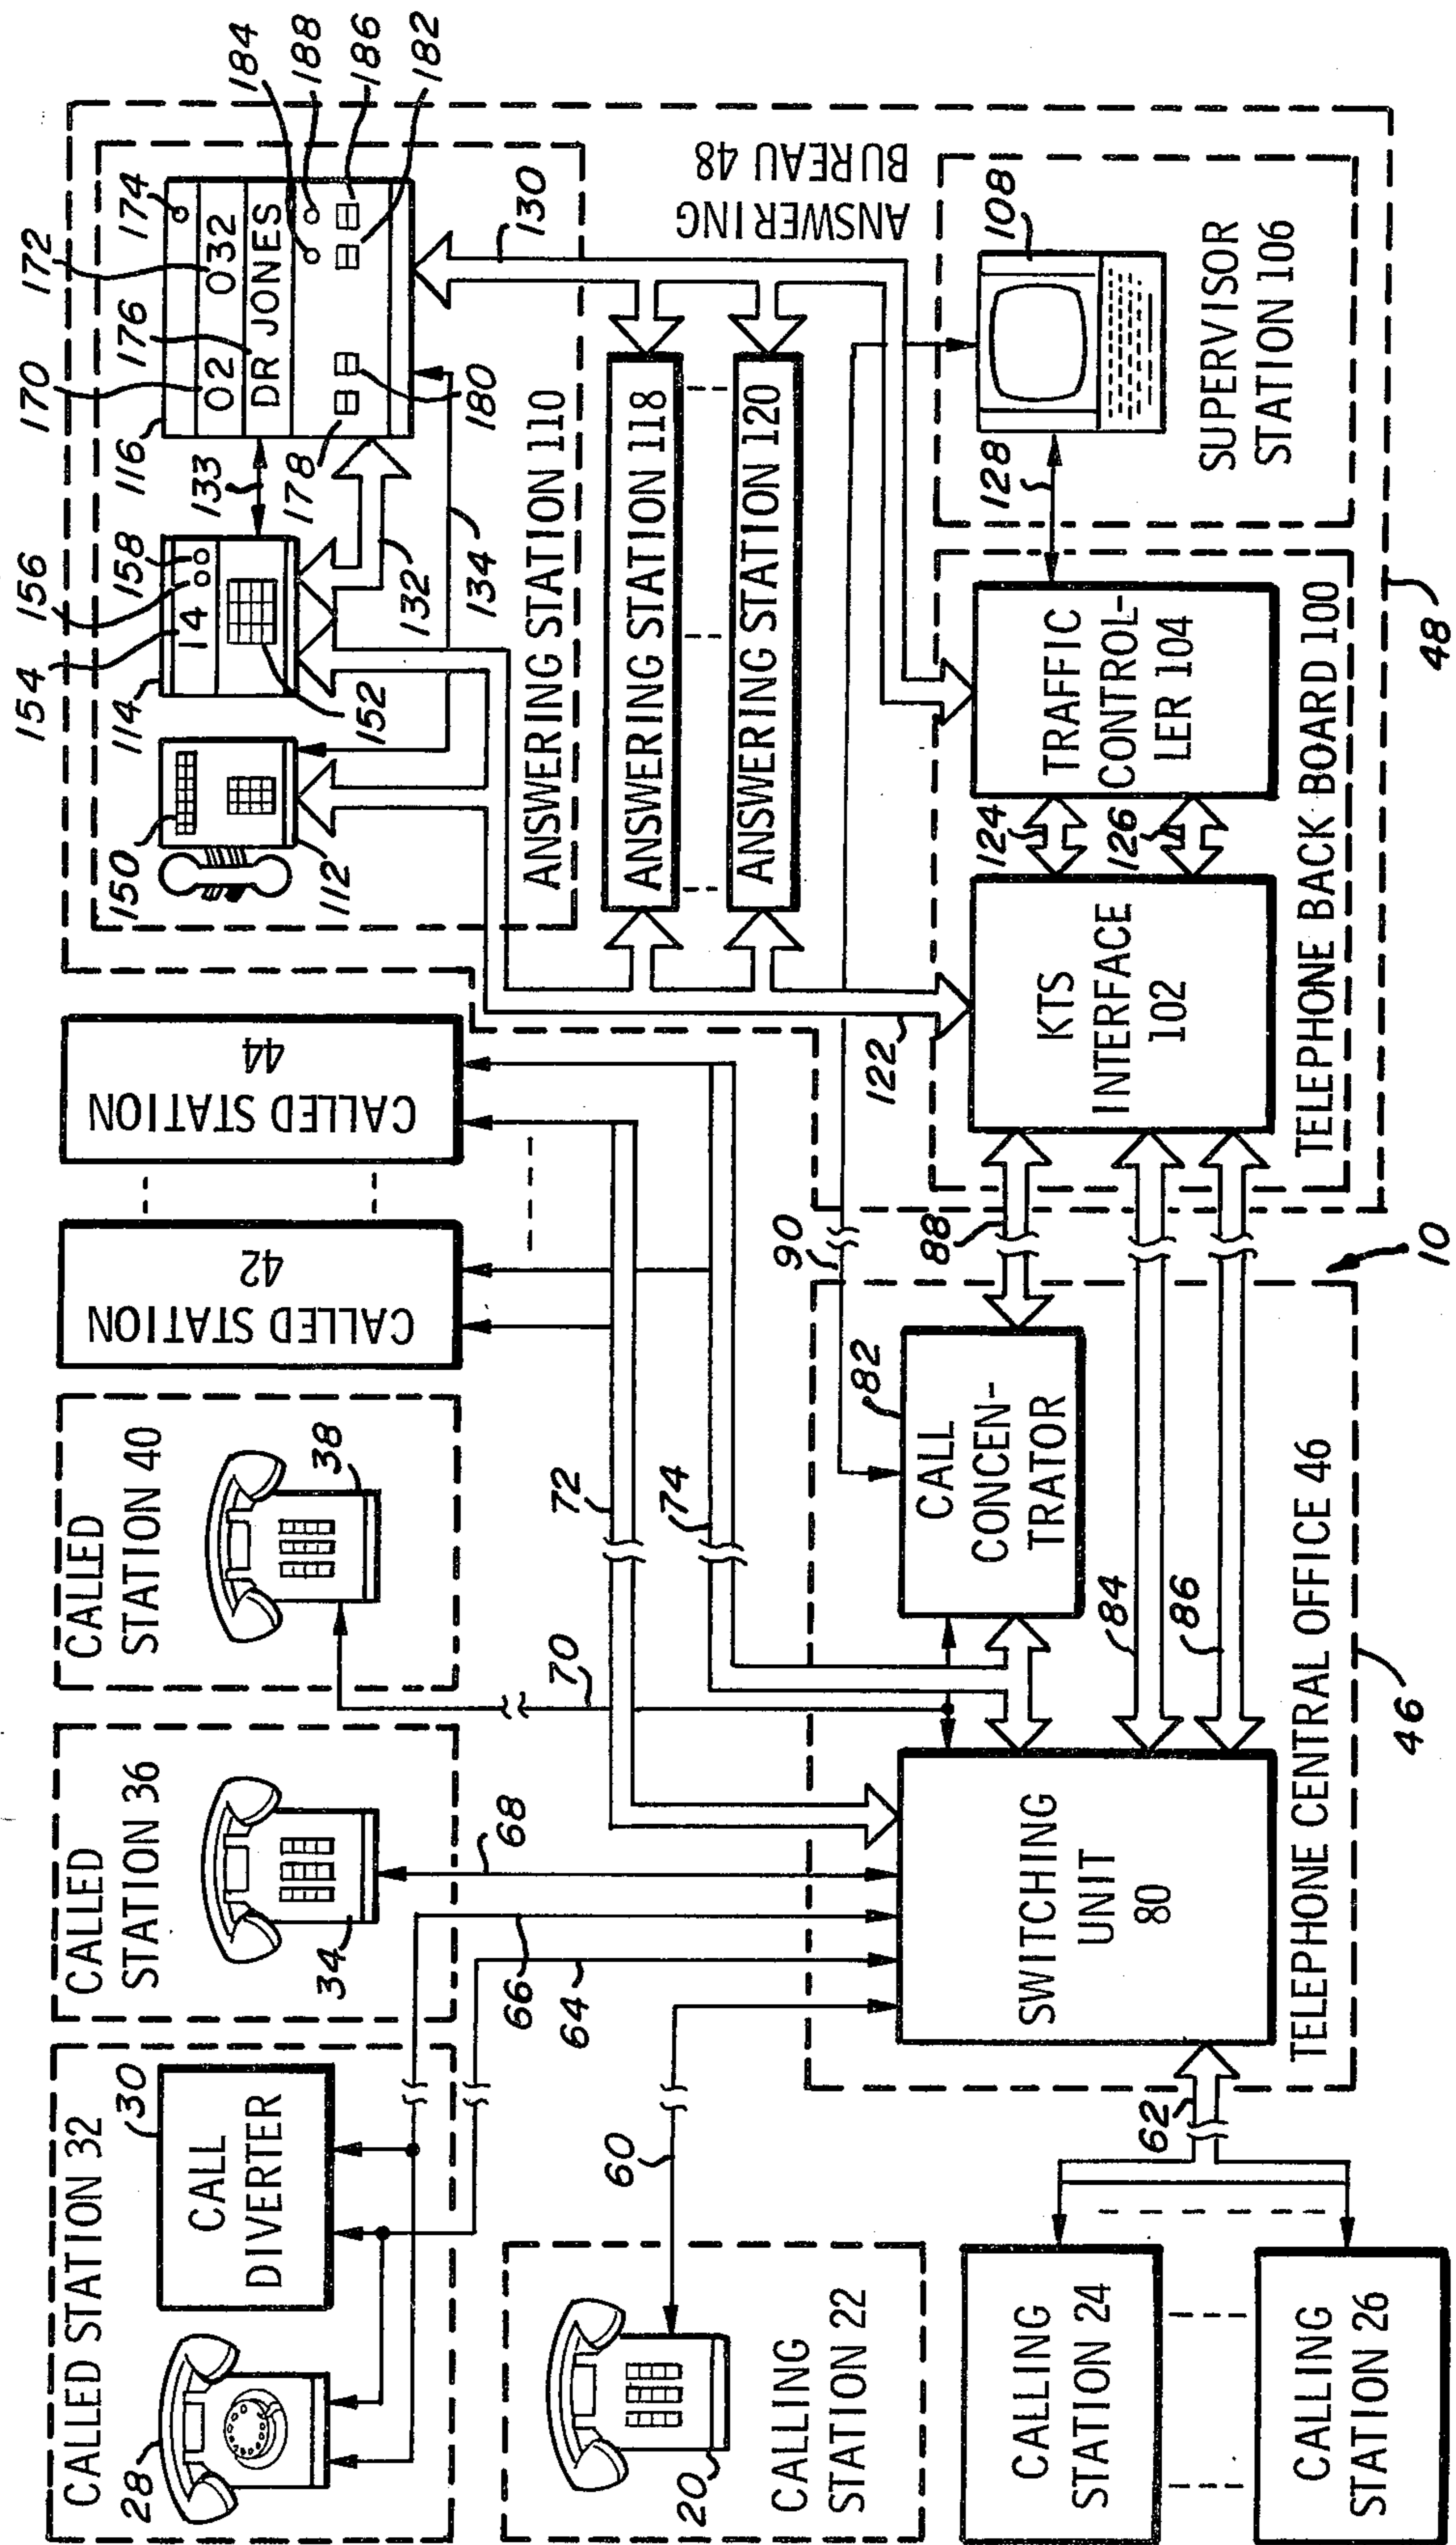 CALLED STATION 32
28
30
CALL
DIVERTER
CALLED
STATION 36
34
CALLED
STATION 40
38
CALLED STATION
42
CALLED STATION
44
150
112
114
154
156
158
14
152
116
170
176
172
174
02
032
DR JONES
184
188
186
182
133
178
180
132
134
130
ANSWERING STATION 110
ANSWERING STATION 118
ANSWERING STATION 120
ANSWERING
BUREAU 48
60
20
CALLING
STATION 22
66
64
68
70
72
74
90
88
122
82
CALL
CONCEN-
TRATOR
84
86
SWITCHING
UNIT
80
62
TELEPHONE CENTRAL OFFICE 46
46
10
CALLING
STATION 24
CALLING
STATION 26
KTS
INTERFACE
102
124
126
TRAFFIC
CONTROL-
LER 104
TELEPHONE BACK BOARD 100
128
108
SUPERVISOR
STATION 106
48